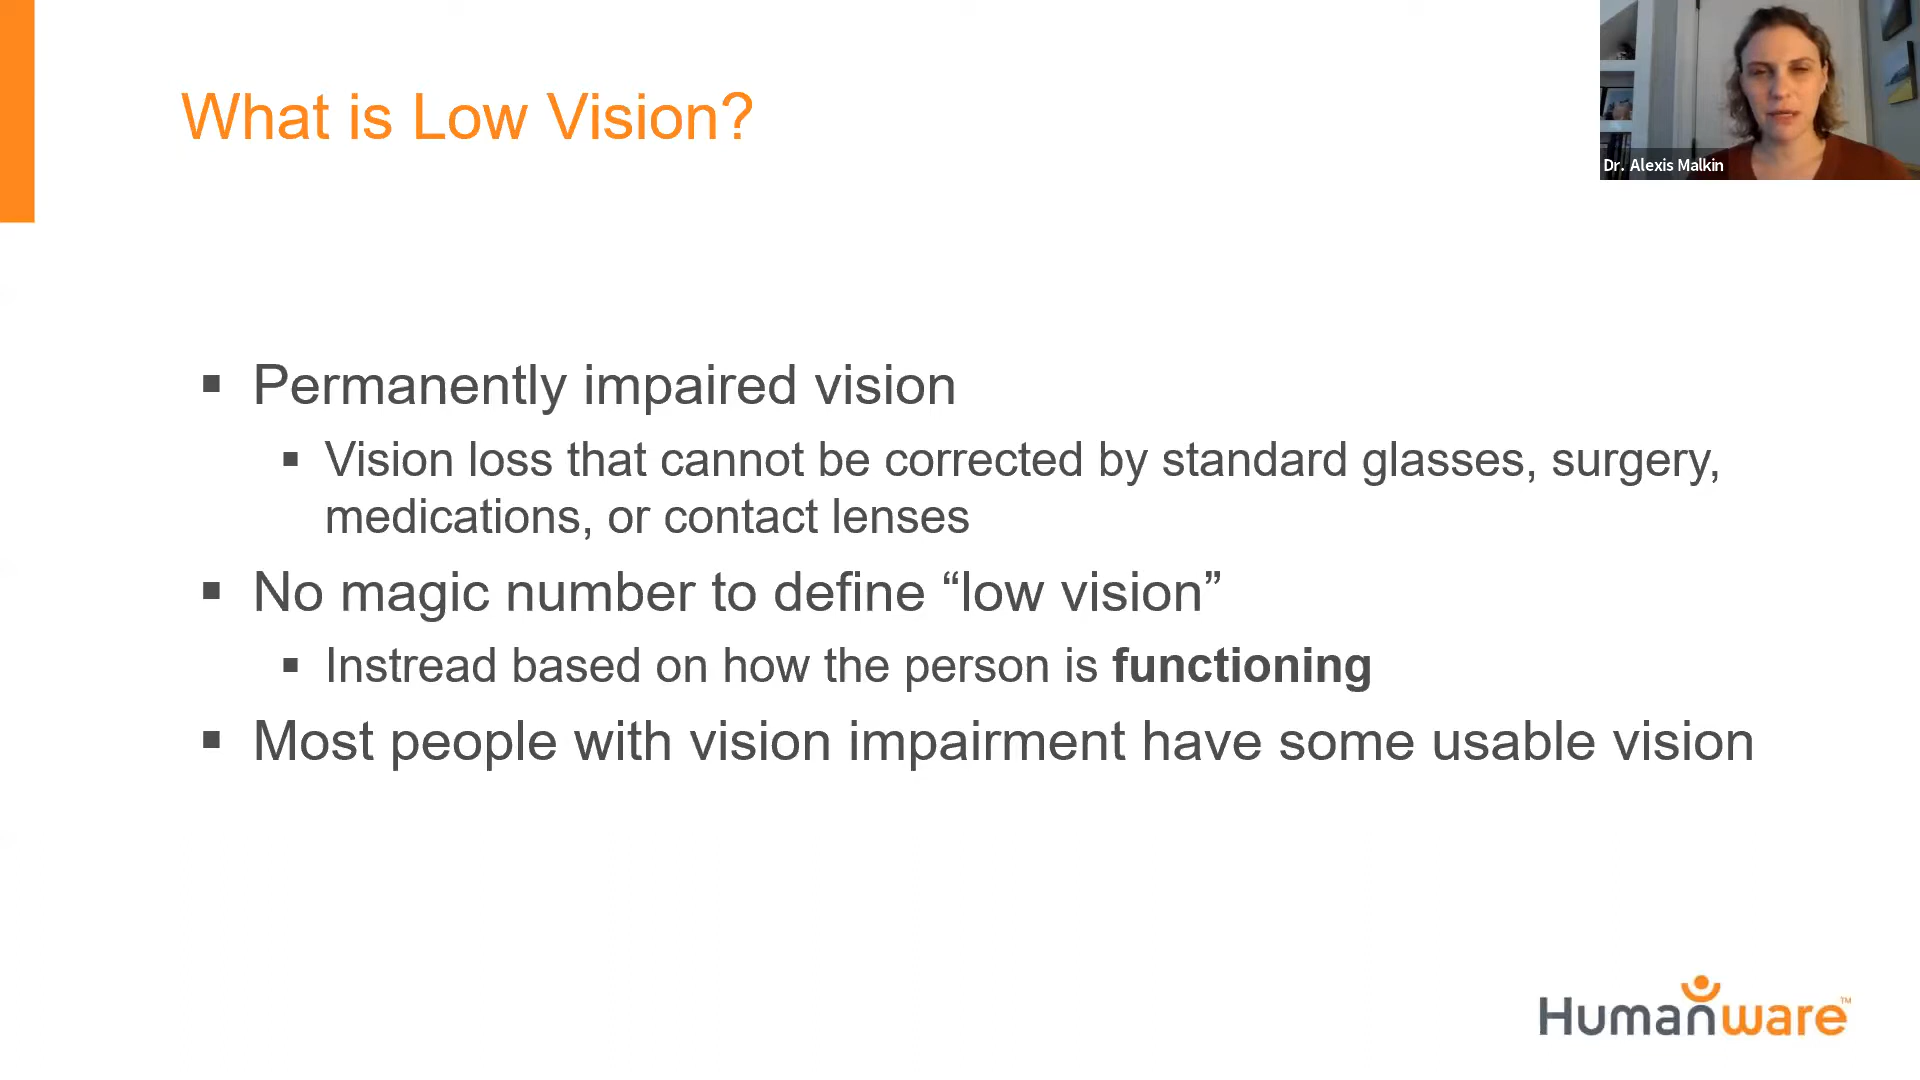 What is Low Vision?
Dr. Alexis Malkin
▪ Permanently impaired vision
▪ Vision loss that cannot be corrected by standard glasses, surgery,
medications, or contact lenses
▪ No magic number to define “low vision”
▪ Instread based on how the person is functioning
▪ Most people with vision impairment have some usable vision
Humanware™